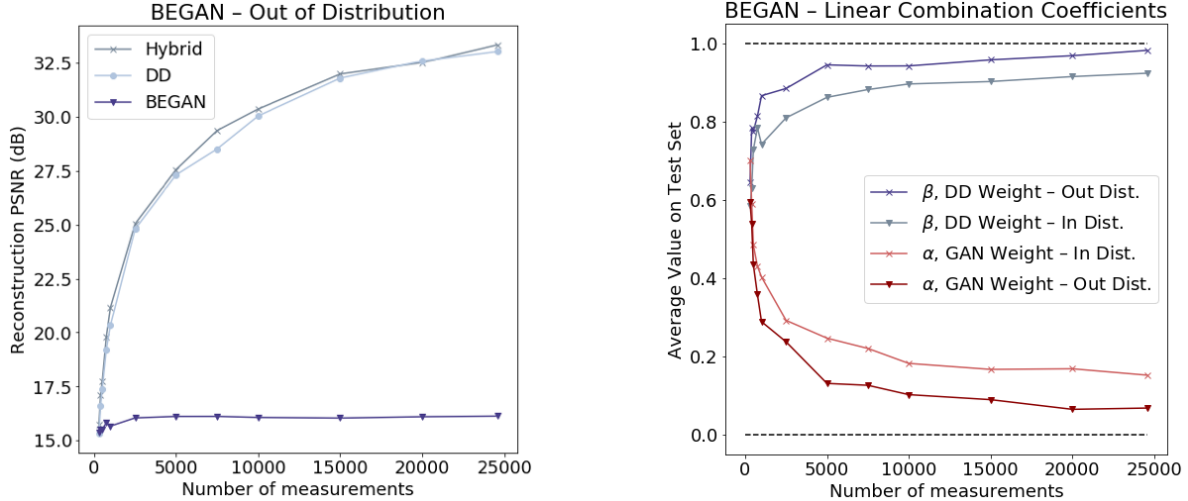 BEGAN – Out of Distribution
Reconstruction PSNR (dB)
32.5
30.0
27.5
25.0
22.5
20.0
17.5
15.0
Hybrid
DD
BEGAN
0 5000 10000 15000 20000 25000
Number of measurements
BEGAN – Linear Combination Coefficients
Average Value on Test Set
1.0
0.8
0.6
0.4
0.2
0.0
β, DD Weight – Out Dist.
β, DD Weight – In Dist.
α, GAN Weight – In Dist.
α, GAN Weight – Out Dist.
0 5000 10000 15000 20000 25000
Number of measurements